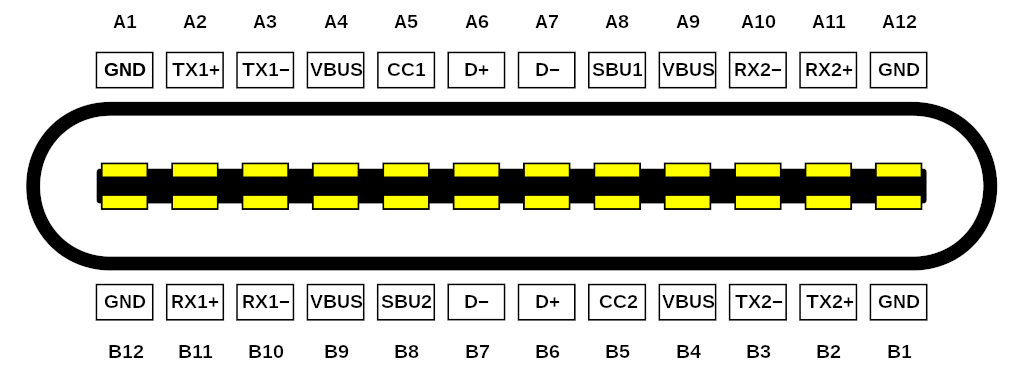 A1 A2 A3 A4 A5 A6 A7 A8 A9 A10 A11 A12
GND TX1+ TX1− VBUS CC1 D+ D− SBU1 VBUS RX2− RX2+ GND
GND RX1+ RX1− VBUS SBU2 D− D+ CC2 VBUS TX2− TX2+ GND
B12 B11 B10 B9 B8 B7 B6 B5 B4 B3 B2 B1